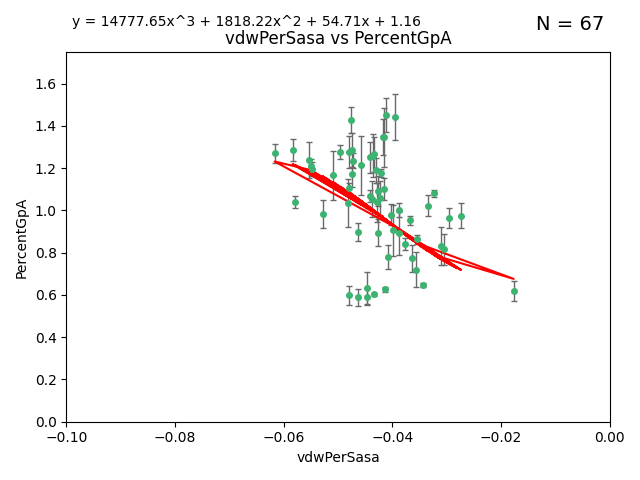 y = 14777.65x^3 + 1818.22x^2 + 54.71x + 1.16
N = 67
vdwPerSasa vs PercentGpA
1.6
1.4
1.2
1.0
0.8
0.6
0.4
0.2
0.0
PercentGpA
−0.10 −0.08 −0.06 −0.04 −0.02 0.00
vdwPerSasa